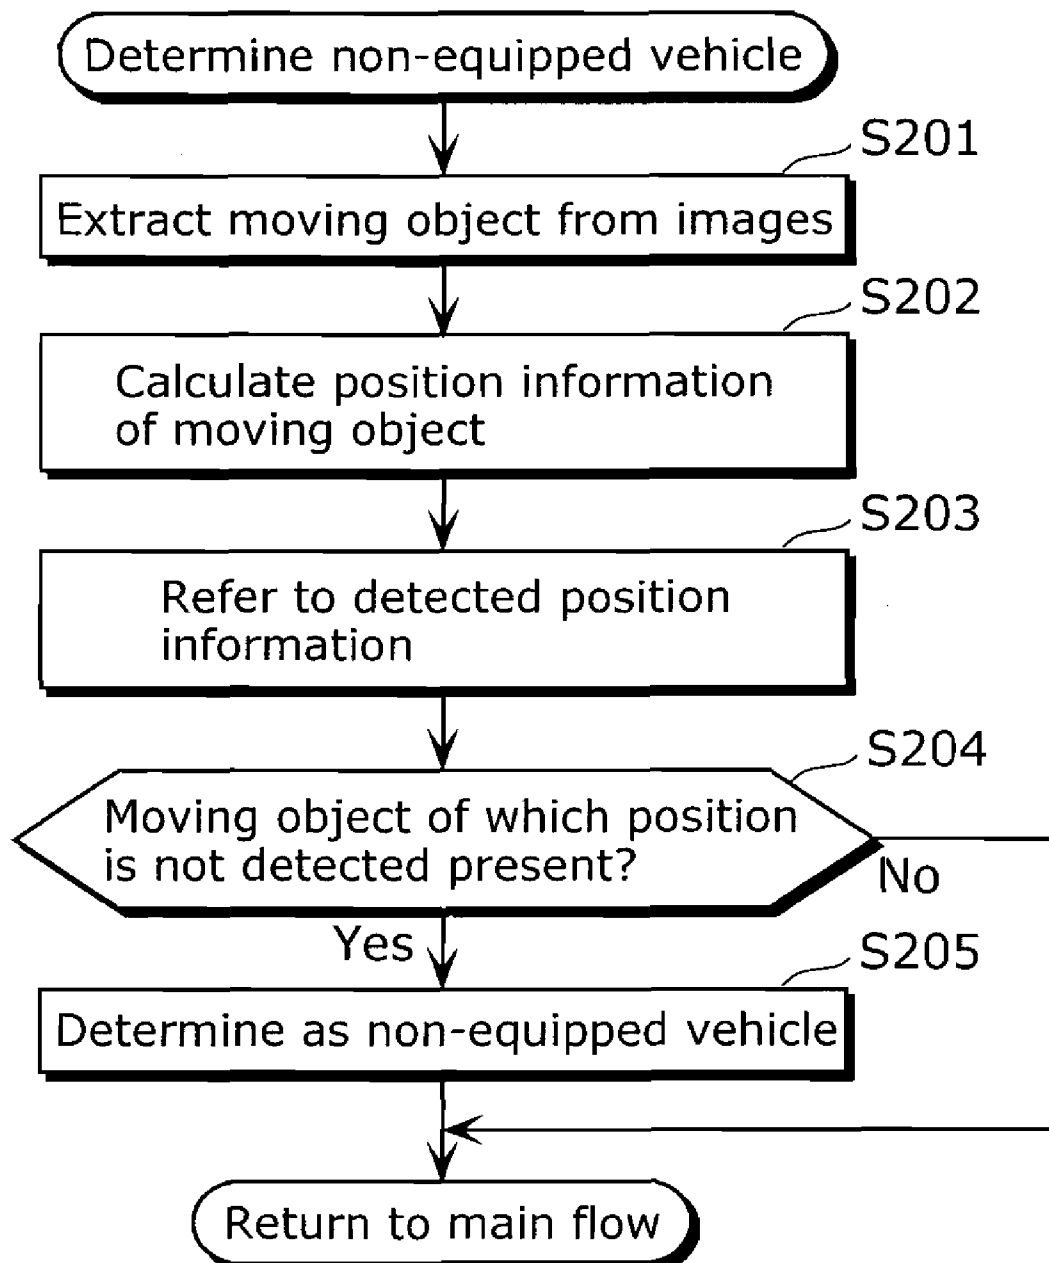 Determine non-equipped vehicle
S201
Extract moving object from images
S202
Calculate position information
of moving object
S203
Refer to detected position
information
S204
Moving object of which position
is not detected present?
No
Yes
S205
Determine as non-equipped vehicle
Return to main flow